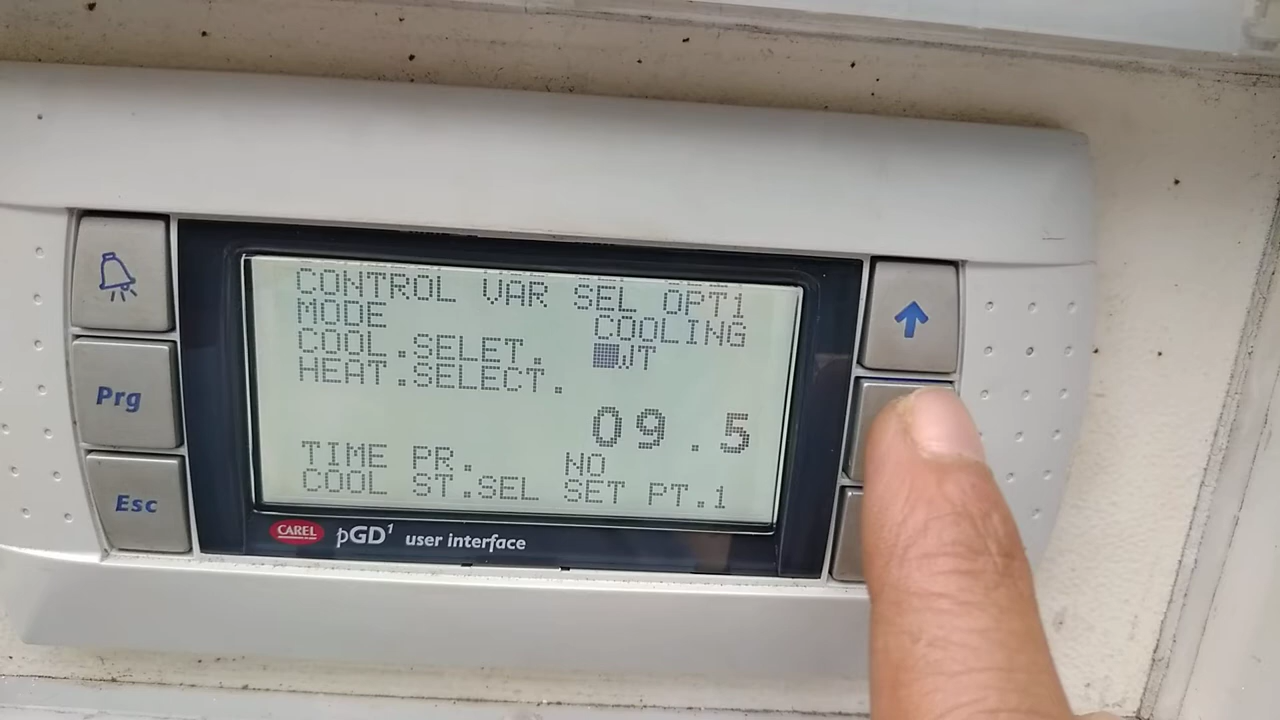 CONTROL VAR SEL OPT1
MODE COOLING
COOL.SELET. WT
HEAT.SELECT.
09.5
TIME PR. NO
COOL ST.SEL SET PT.1
Prg
Esc
CAREL pGD1 user interface